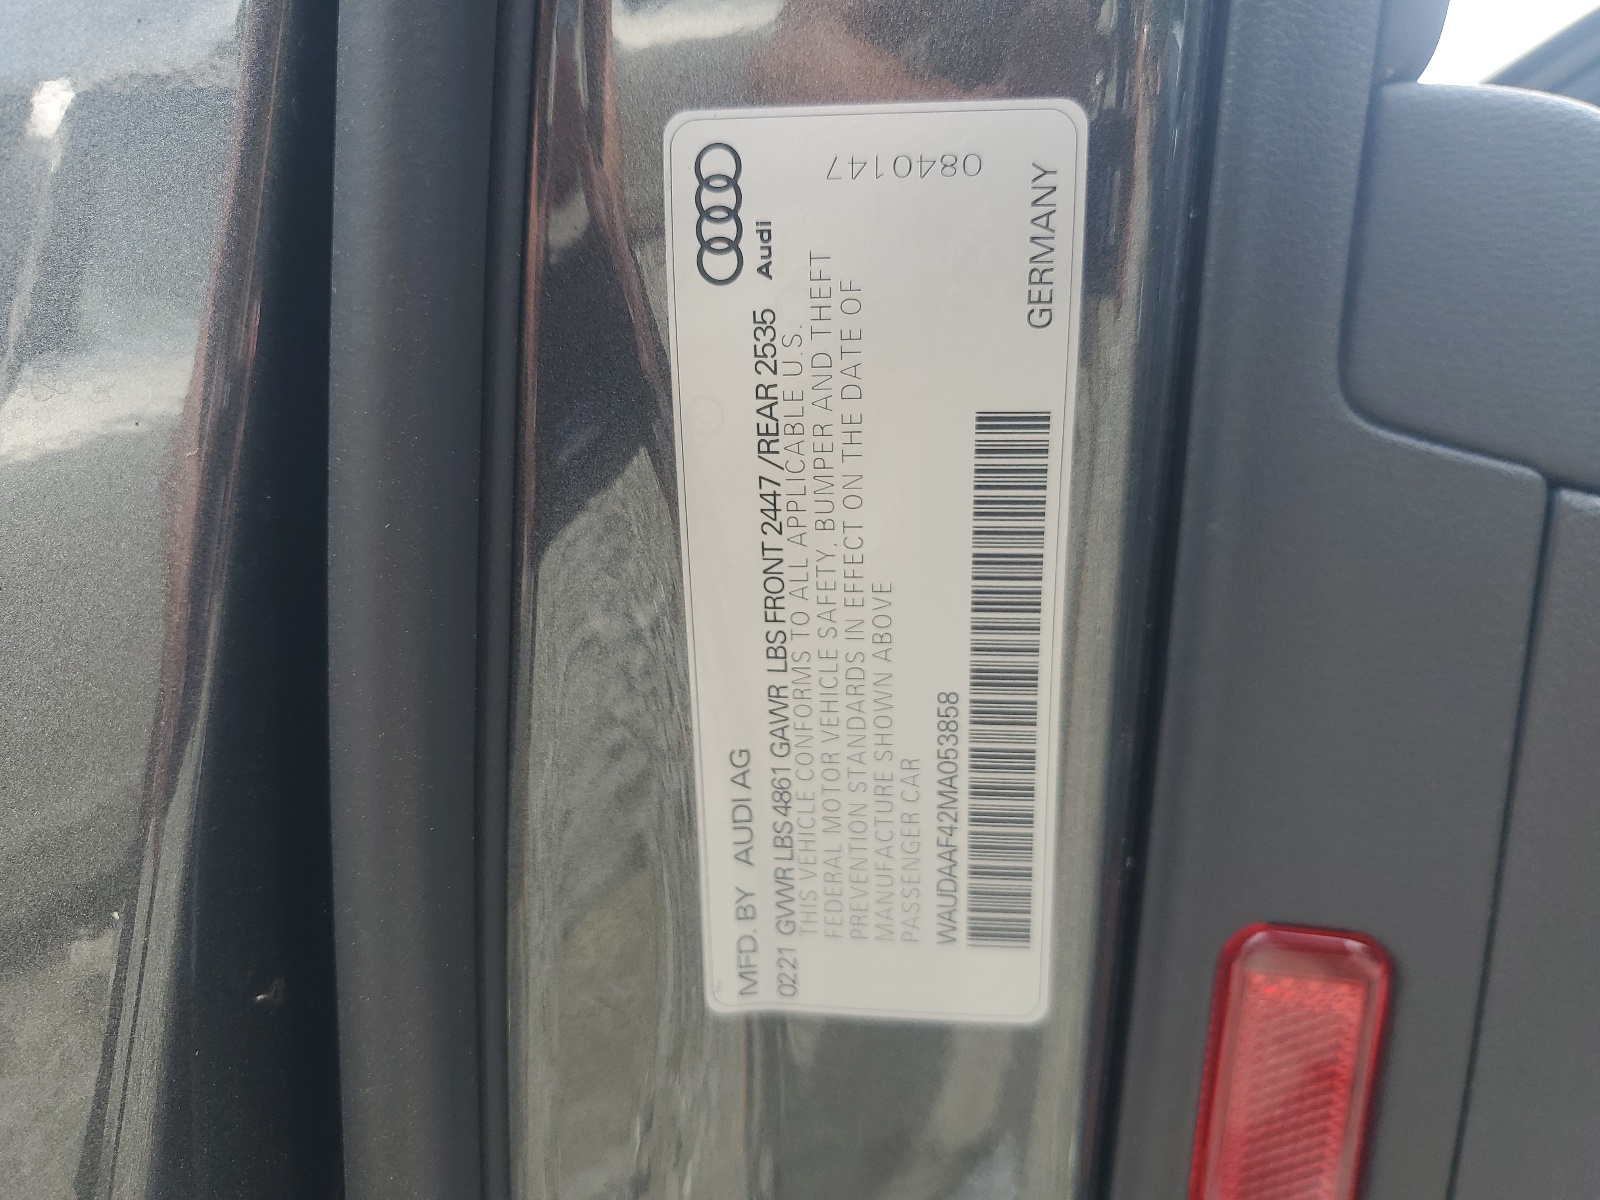 MFD. BY AUDI AG
Audi
0221 GVWR LBS 4861 GAWR LBS FRONT 2447 /REAR 2535
THIS VEHICLE CONFORMS TO ALL APPLICABLE U.S.
FEDERAL MOTOR VEHICLE SAFETY, BUMPER AND THEFT
PREVENTION STANDARDS IN EFFECT ON THE DATE OF
MANUFACTURE SHOWN ABOVE
PASSENGER CAR
WAUDAAF42MA053858
GERMANY
0840147